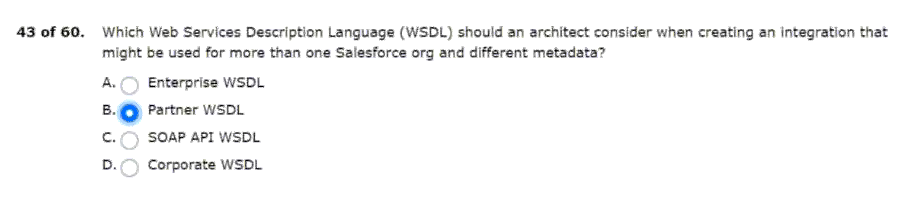 43 of 60. Which Web Services Description Language (WSDL) should an architect consider when creating an integration that
might be used for more than one Salesforce org and different metadata?
A. Enterprise WSDL
B. Partner WSDL
C. SOAP API WSDL
D. Corporate WSDL